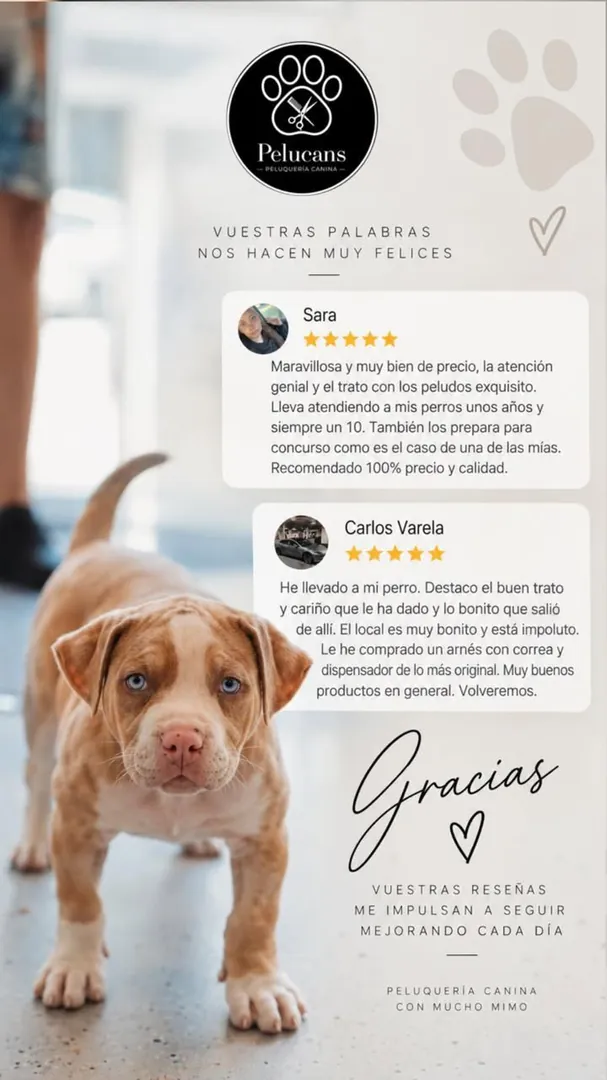 Pelucans
PELUQUERÍA CANINA
VUESTRAS PALABRAS
NOS HACEN MUY FELICES
Sara
Maravillosa y muy bien de precio, la atención
genial y el trato con los peludos exquisito.
Lleva atendiendo a mis perros unos años y
siempre un 10. También los prepara para
concurso como es el caso de una de las mías.
Recomendado 100% precio y calidad.
Carlos Varela
He llevado a mi perro. Destaco el buen trato
y cariño que le ha dado y lo bonito que salió
de allí. El local es muy bonito y está impoluto.
Le he comprado un arnés con correa y
dispensador de lo más original. Muy buenos
productos en general. Volveremos.
Gracias
VUESTRAS RESEÑAS
ME IMPULSAN A SEGUIR
MEJORANDO CADA DÍA
PELUQUERÍA CANINA
CON MUCHO MIMO